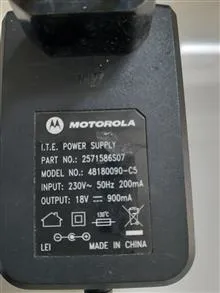 MOTOROLA
I.T.E. POWER SUPPLY
PART NO.: 2571586S07
MODEL NO.: 48180090-C5
INPUT: 230V~ 50Hz 200mA
OUTPUT: 18V ⎓ 900mA
130°C
LEI MADE IN CHINA